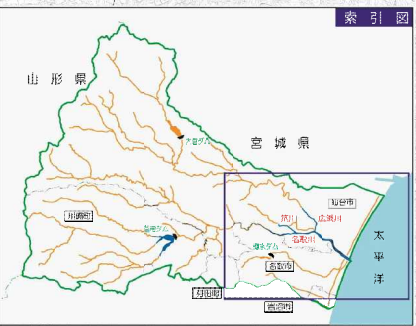 索引図
山形県
宮城県
大倉ダム
仙台市
広瀬川
笊川
名取川
太平洋
川崎町
釜房ダム
樽水ダム
名取市
村田町
岩沼市